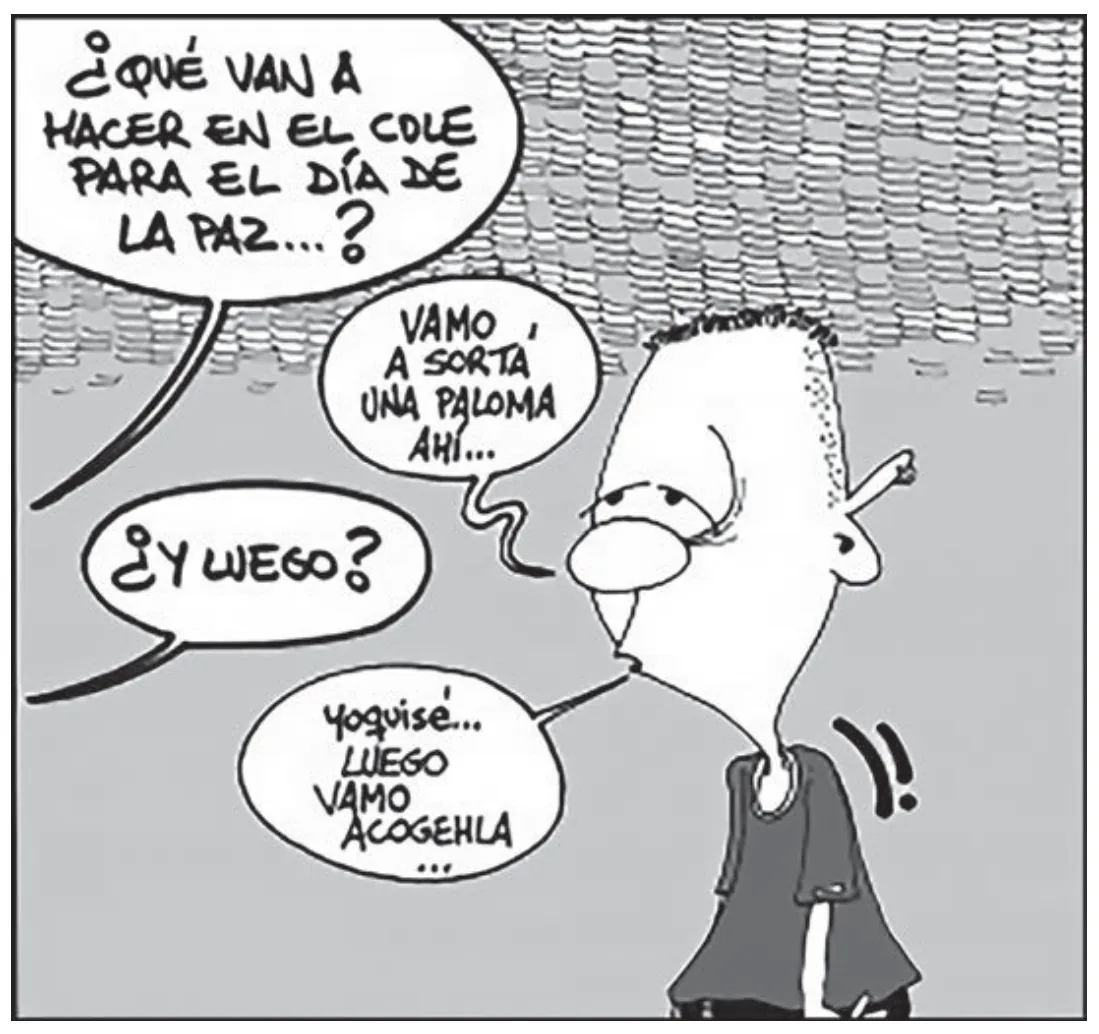 ¿QUÉ VAN A
HACER EN EL COLE
PARA EL DÍA DE
LA PAZ...?
VAMO
A SORTÁ
UNA PALOMA
AHÍ...
¿Y LUEGO?
Yoquisé...
LUEGO
VAMO
ACOGEHLA
...